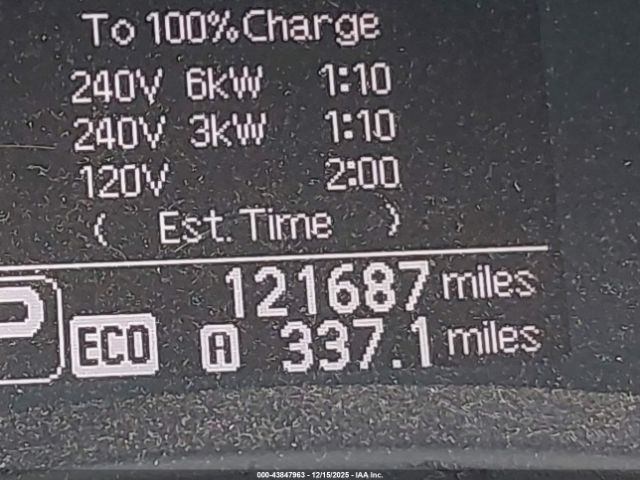 To 100% Charge
240V 6kW 1:10
240V 3kW 1:10
120V 2:00
( Est. Time )
121687 miles
P ECO A 337.1 miles
000-43847963 - 12/15/2025 - IAA Inc.